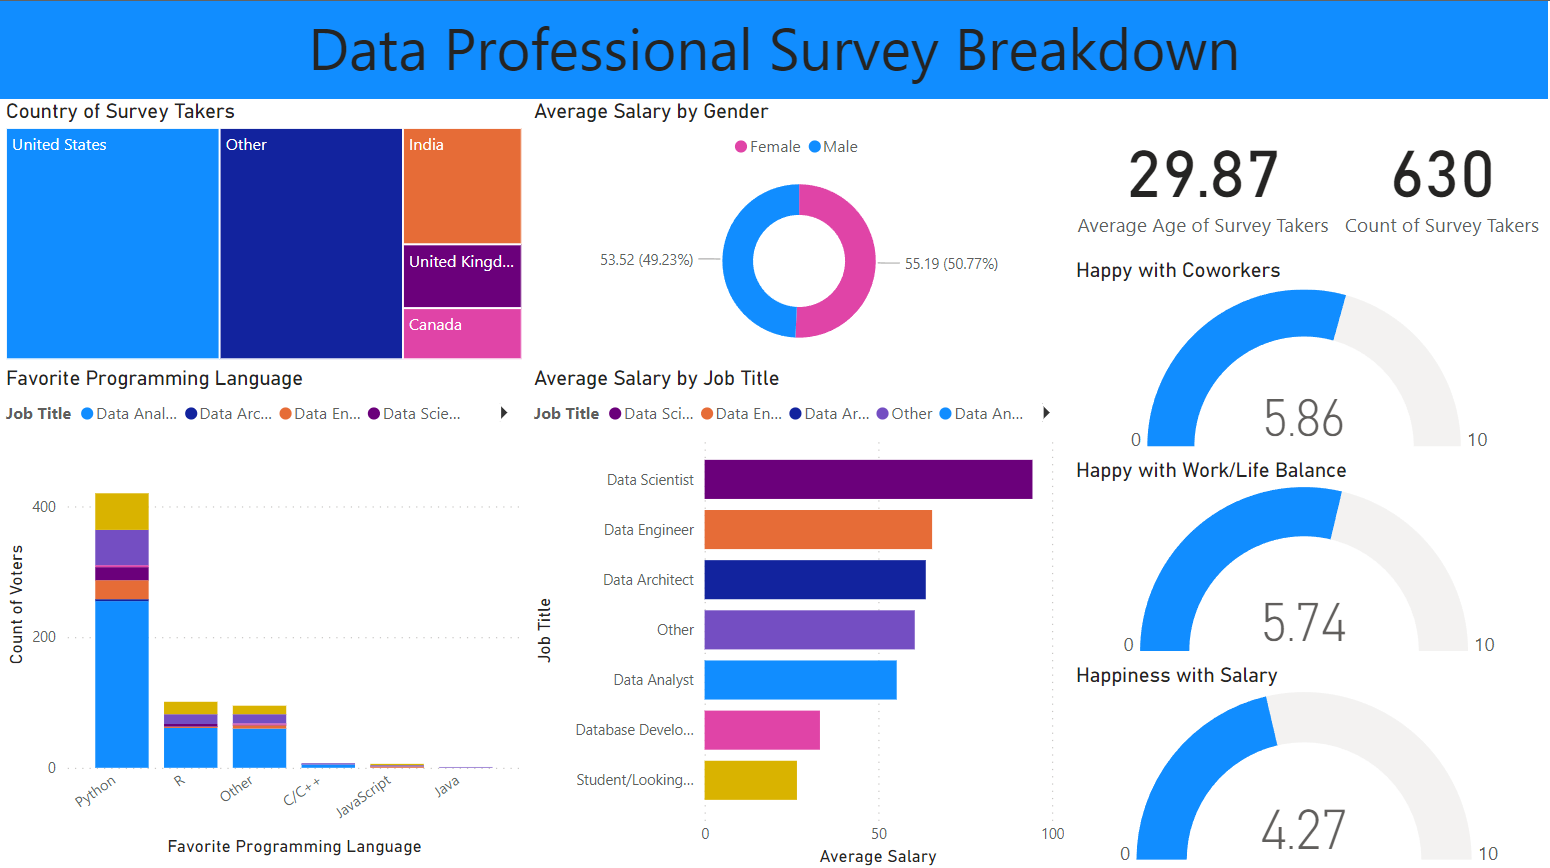 Data Professional Survey Breakdown
Country of Survey Takers
United States
Other
India
United Kingd...
Canada
Average Salary by Gender
Female Male
53.52 (49.23%)
55.19 (50.77%)
29.87
Average Age of Survey Takers
630
Count of Survey Takers
Happy with Coworkers
5.86
0
10
Happy with Work/Life Balance
5.74
0
10
Happiness with Salary
4.27
0
10
Favorite Programming Language
Job Title Data Anal... Data Arc... Data En... Data Scie...
Count of Voters
400
200
0
Python
R
Other
C/C++
JavaScript
Java
Favorite Programming Language
Average Salary by Job Title
Job Title Data Sci... Data En... Data Ar... Other Data An...
Job Title
Data Scientist
Data Engineer
Data Architect
Other
Data Analyst
Database Develo...
Student/Looking...
0
50
100
Average Salary